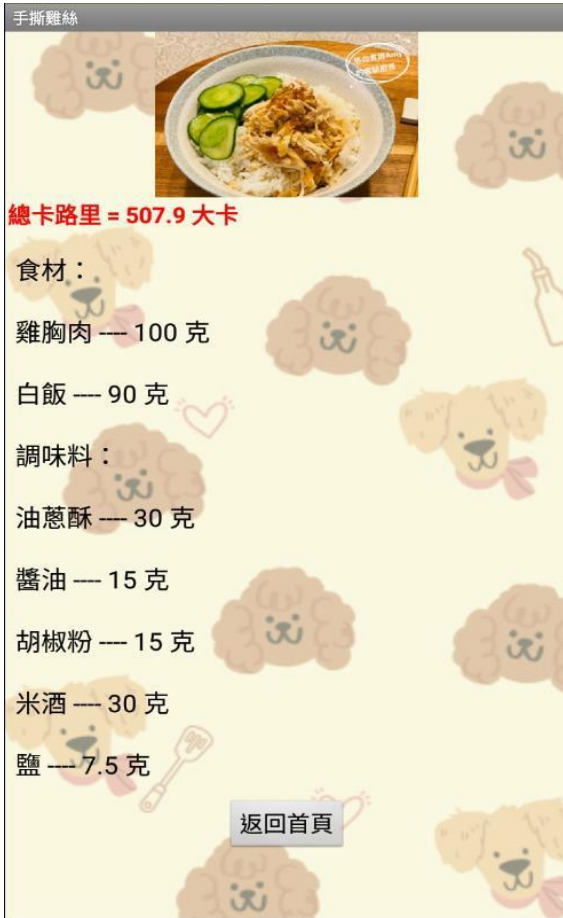 手撕雞絲
總卡路里 = 507.9 大卡
食材：
雞胸肉 ---- 100 克
白飯 ---- 90 克
調味料：
油蔥酥 ---- 30 克
醬油 ---- 15 克
胡椒粉 ---- 15 克
米酒 ---- 30 克
鹽 ---- 7.5 克
返回首頁